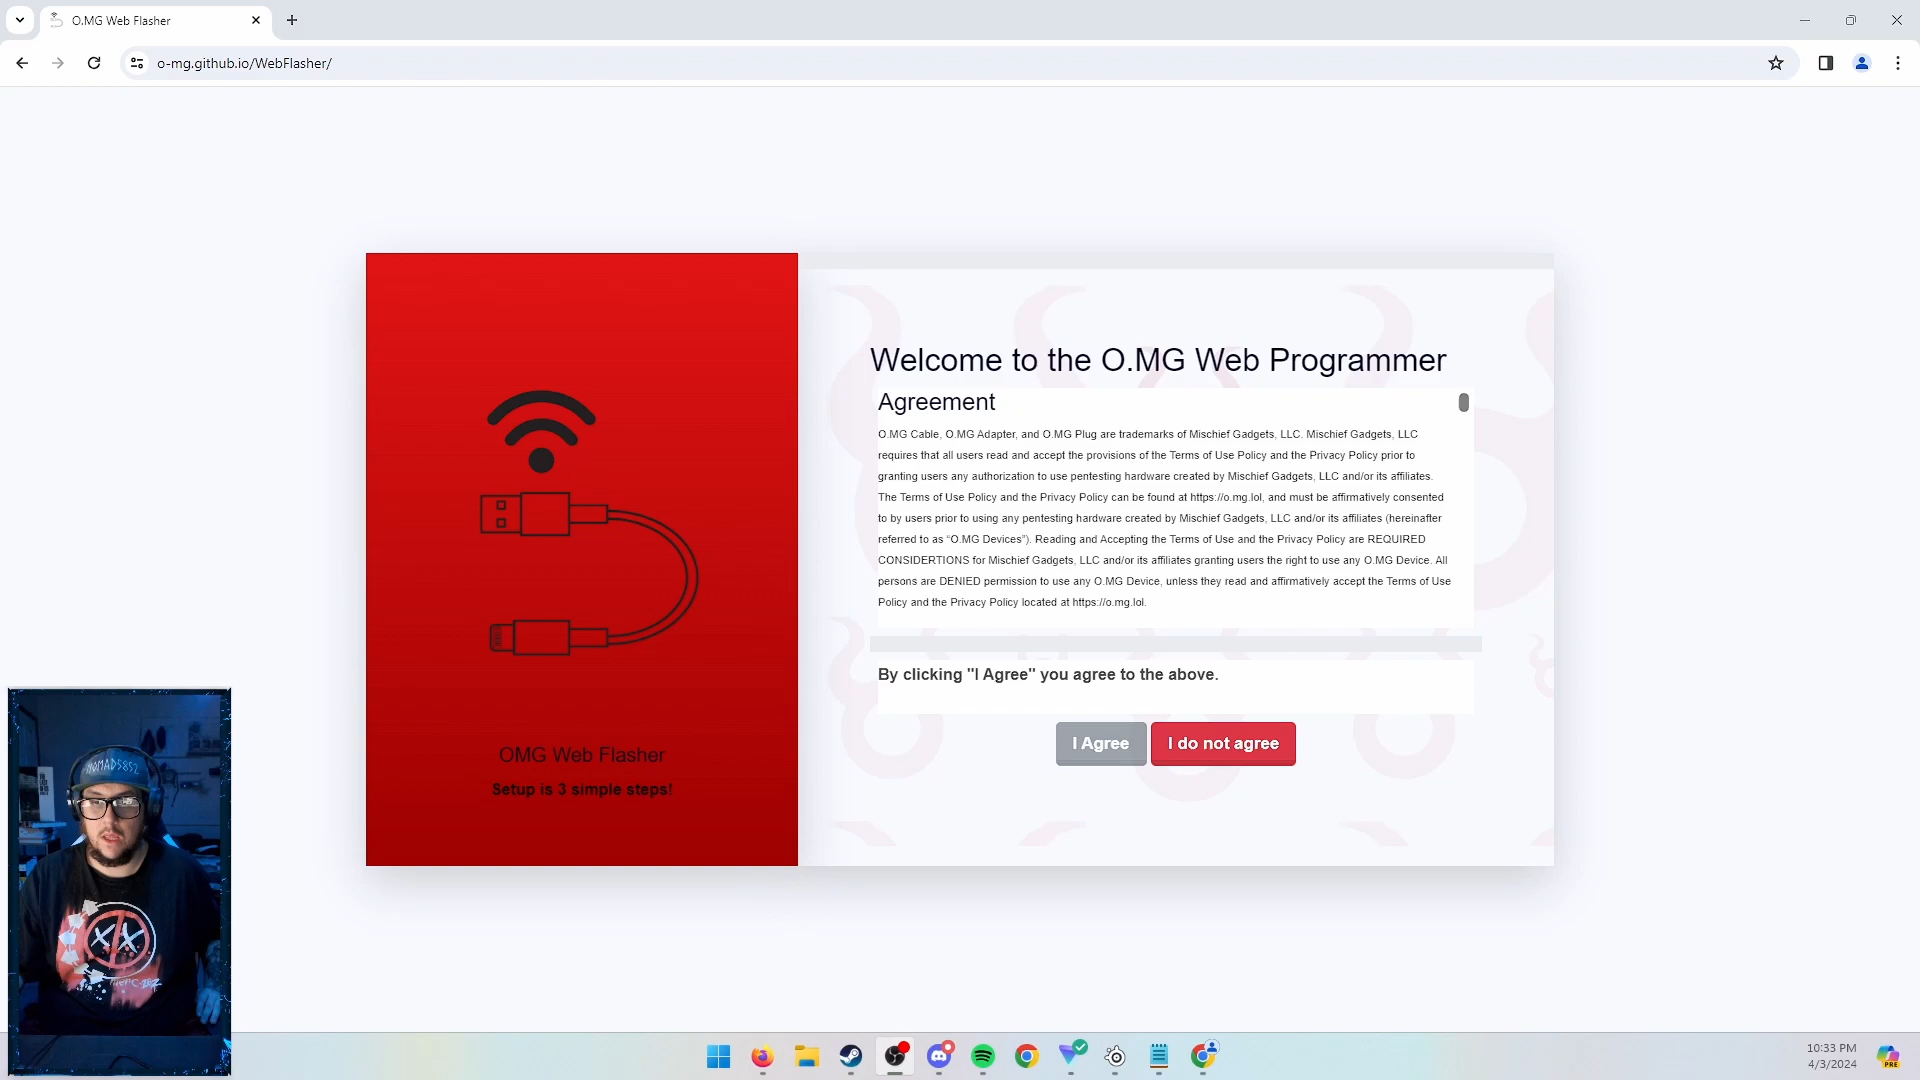 O.MG Web Flasher
o-mg.github.io/WebFlasher/
Welcome to the O.MG Web Programmer
Agreement
O.MG Cable, O.MG Adapter, and O.MG Plug are trademarks of Mischief Gadgets, LLC. Mischief Gadgets, LLC
requires that all users read and accept the provisions of the Terms of Use Policy and the Privacy Policy prior to
granting users any authorization to use pentesting hardware created by Mischief Gadgets, LLC and/or its affiliates.
The Terms of Use Policy and the Privacy Policy can be found at https://o.mg.lol, and must be affirmatively consented
to by users prior to using any pentesting hardware created by Mischief Gadgets, LLC and/or its affiliates (hereinafter
referred to as “O.MG Devices”). Reading and Accepting the Terms of Use and the Privacy Policy are REQUIRED
CONSIDERTIONS for Mischief Gadgets, LLC and/or its affiliates granting users the right to use any O.MG Device. All
persons are DENIED permission to use any O.MG Device, unless they read and affirmatively accept the Terms of Use
Policy and the Privacy Policy located at https://o.mg.lol.
By clicking "I Agree" you agree to the above.
I Agree
I do not agree
OMG Web Flasher
Setup is 3 simple steps!
NOMAD5852
10:33 PM
4/3/2024
PRE